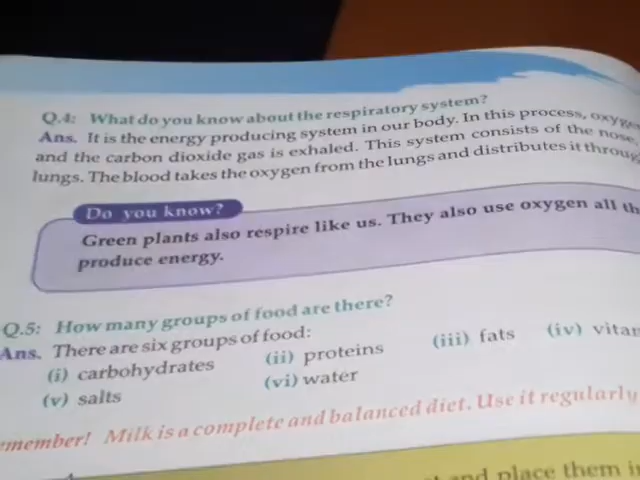 Q.4: What do you know about the respiratory system?
Ans. It is the energy producing system in our body. In this process,
and the carbon dioxide gas is exhaled. This system consists of the nose,
lungs. The blood takes the oxygen from the lungs and distributes it
Do you know?
Green plants also respire like us. They also use oxygen all
produce energy.
Q.5: How many groups of food are there?
Ans. There are six groups of food:
(i) carbohydrates (ii) proteins (iii) fats (iv)
(v) salts (vi) water
Milk is a complete and balanced diet. Use it regularly
and place them